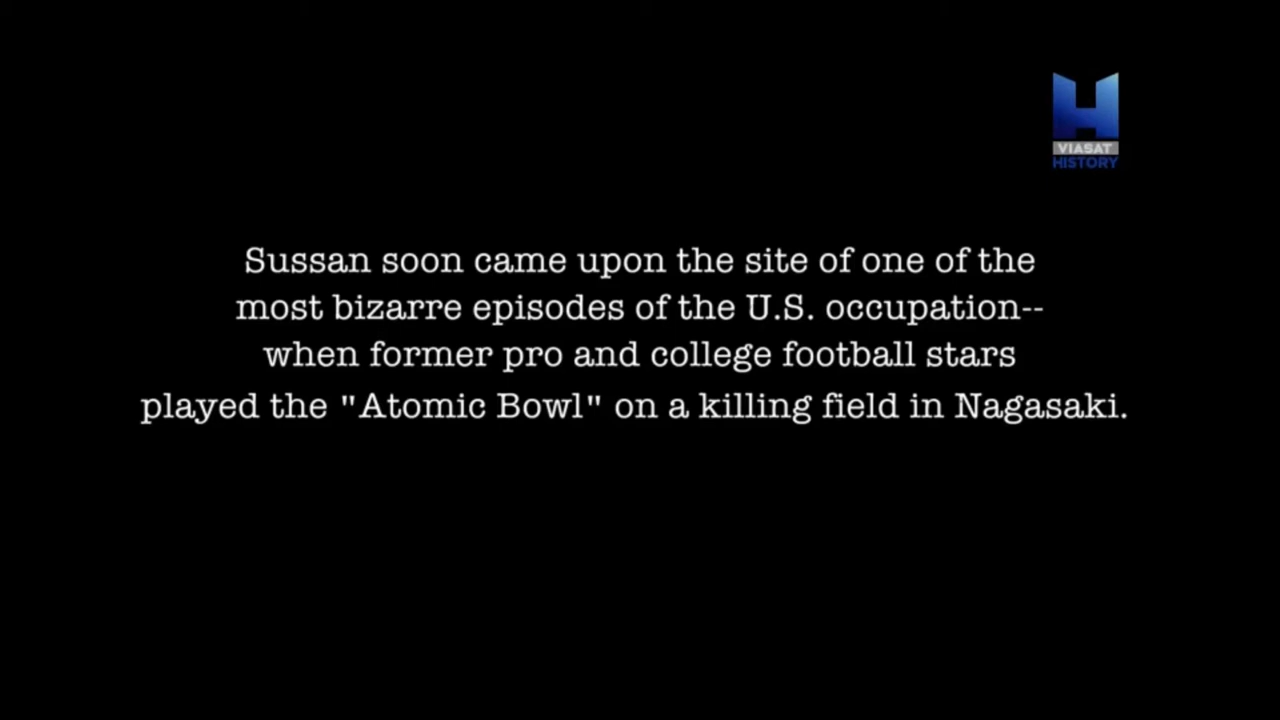 VIASAT
HISTORY
Sussan soon came upon the site of one of the
most bizarre episodes of the U.S. occupation--
when former pro and college football stars
played the "Atomic Bowl" on a killing field in Nagasaki.